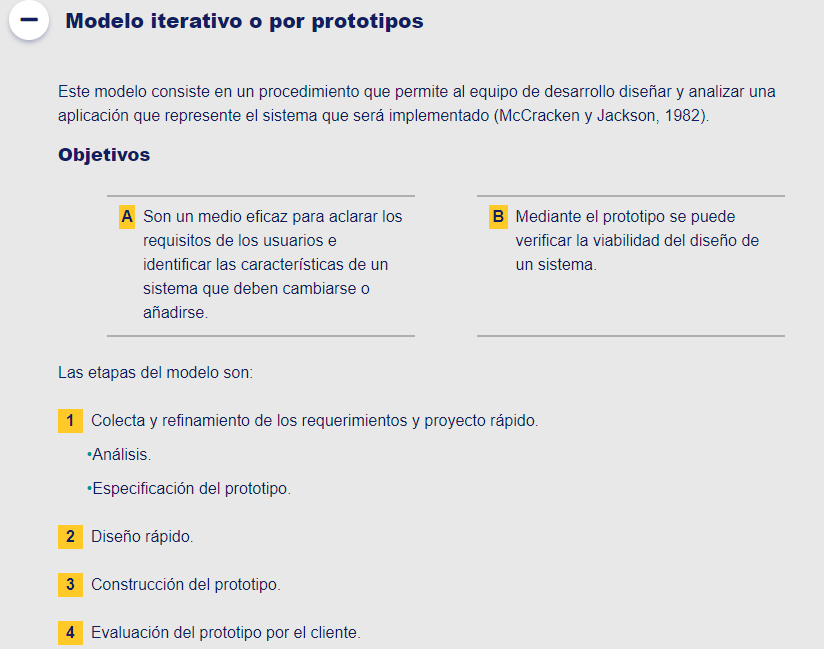 Modelo iterativo o por prototipos
Este modelo consiste en un procedimiento que permite al equipo de desarrollo diseñar y analizar una
aplicación que represente el sistema que será implementado (McCracken y Jackson, 1982).
Objetivos
A Son un medio eficaz para aclarar los
requisitos de los usuarios e
identificar las características de un
sistema que deben cambiarse o
añadirse.
B Mediante el prototipo se puede
verificar la viabilidad del diseño de
un sistema.
Las etapas del modelo son:
1 Colecta y refinamiento de los requerimientos y proyecto rápido.
•Análisis.
•Especificación del prototipo.
2 Diseño rápido.
3 Construcción del prototipo.
4 Evaluación del prototipo por el cliente.